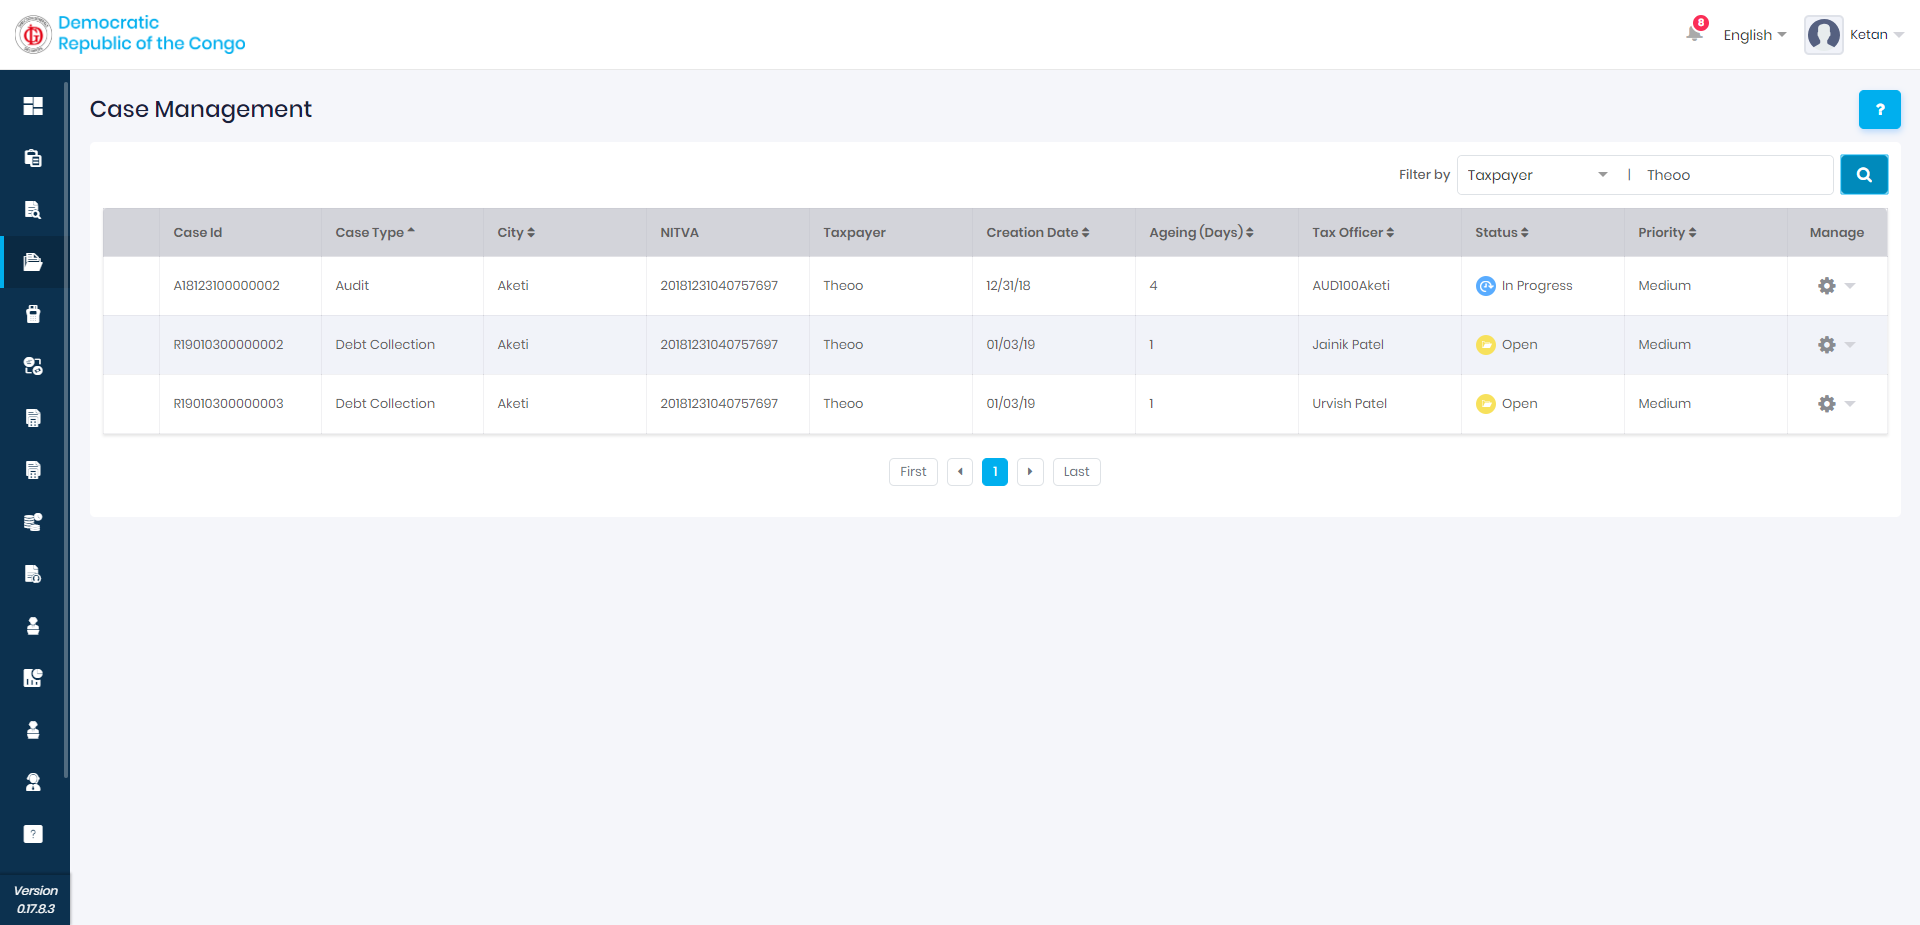 Democratic
Republic of the Congo
8
English
Ketan
Case Management
?
Filter by Taxpayer | Theoo
Case Id Case Type City NITVA Taxpayer Creation Date Ageing (Days) Tax Officer Status Priority Manage
A18123100000002 Audit Aketi 20181231040757697 Theoo 12/31/18 4 AUD100Aketi In Progress Medium
R19010300000002 Debt Collection Aketi 20181231040757697 Theoo 01/03/19 1 Jainik Patel Open Medium
R19010300000003 Debt Collection Aketi 20181231040757697 Theoo 01/03/19 1 Urvish Patel Open Medium
First 1 Last
?
Version
0.17.8.3